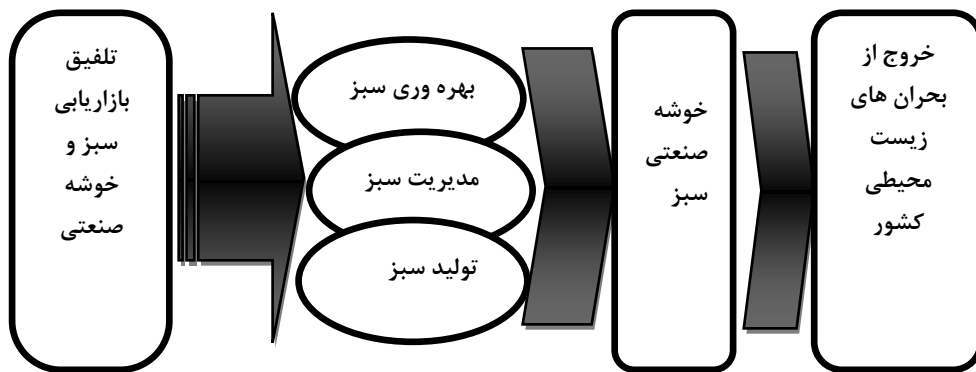 تلفیق
بازاریابی
سبز و
خوشه
صنعتی
بهره وری سبز
مدیریت سبز
تولید سبز
خوشه
صنعتی
سبز
خروج از
بحران های
زیست
محیطی
کشور